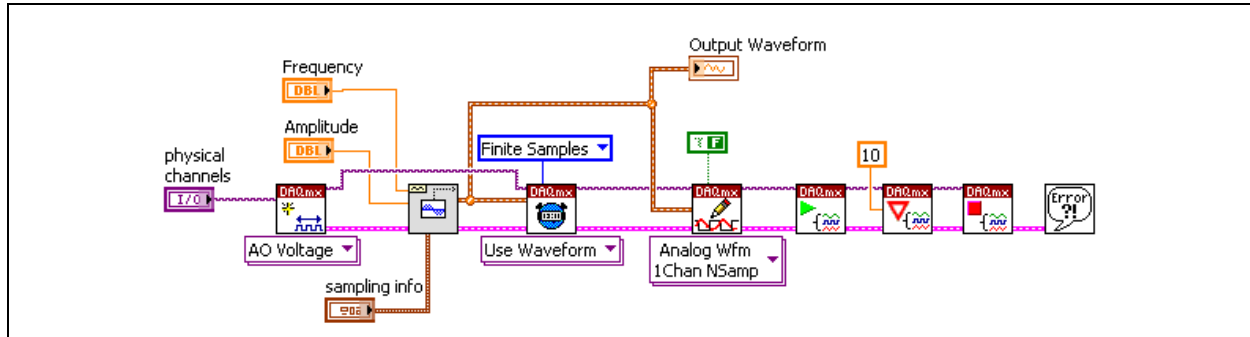 Output Waveform
Frequency
DBL
Amplitude
DBL
Finite Samples
F
10
physical
channels
I/O
DAQmx
DAQmx
DAQmx
DAQmx
DAQmx
DAQmx
Error
?!
AO Voltage
Use Waveform
Analog Wfm
1Chan NSamp
sampling info